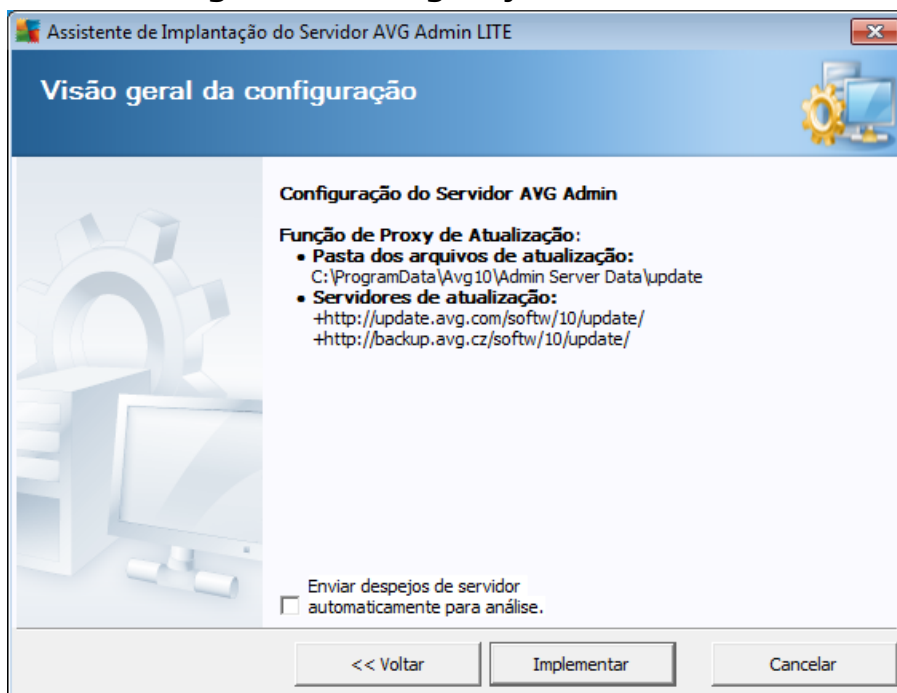 Assistente de Implantação do Servidor AVG Admin LITE
Visão geral da configuração
Configuração do Servidor AVG Admin
Função de Proxy de Atualização:
• Pasta dos arquivos de atualização:
C:\ProgramData\Avg10\Admin Server Data\update
• Servidores de atualização:
+http://update.avg.com/softw/10/update/
+http://backup.avg.cz/softw/10/update/
Enviar despejos de servidor
automaticamente para análise.
<< Voltar
Implementar
Cancelar